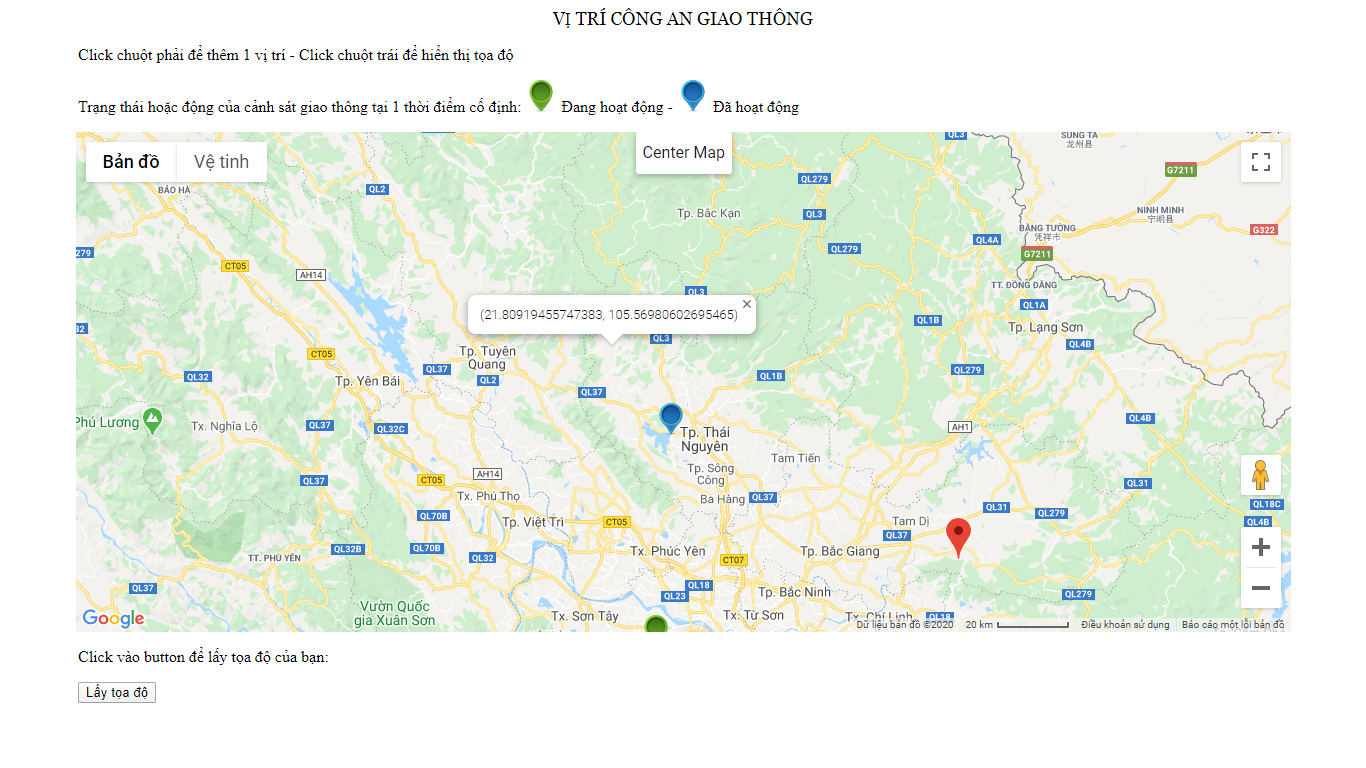 VỊ TRÍ CÔNG AN GIAO THÔNG
Click chuột phải để thêm 1 vị trí - Click chuột trái để hiển thị tọa độ
Trạng thái hoặc động của cảnh sát giao thông tại 1 thời điểm cố định: Đang hoạt động - Đã hoạt động
Bản đồ Vệ tinh
Center Map
QL3
SUNG TA
龙州县
G7211
BẢO HÀ
QL2
QL279
Tp. Bắc Kạn
QL3
NINH MINH
宁明县
BẰNG TƯỜNG
凭祥市
G322
QL4A
279
QL279
G7211
CT05
AH14
TT. ĐỒNG ĐĂNG
QL3
QL1A
(21.80919455747383, 105.56980602695465)
QL1B
Tp. Lạng Sơn
32
QL3
QL4B
CT05
Tp. Tuyên
Quang
QL37
QL279
QL32
Tp. Yên Bái
QL2
QL1B
QL37
Phú Lương
Tx. Nghĩa Lộ
QL37
QL32C
QL4B
AH1
Tp. Thái
Nguyên
Tam Tiến
Tp. Sông
Công
AH14
QL37
CT05
QL31
Tx. Phú Thọ
Ba Hàng
QL37
QL18C
QL31
QL279
QL70B
Tp. Việt Trì
CT05
Tam Dị
QL4B
QL37
QL32B
QL70B
Tx. Phúc Yên
Tp. Bắc Giang
TT. PHÙ YÊN
QL32
CT07
QL37
QL18
Tp. Bắc Ninh
QL23
QL279
Vườn Quốc
gia Xuân Sơn
Tx. Sơn Tây
Tx. Từ Sơn
Tx. Chí Linh
QL18
Google
Dữ liệu bản đồ ©2020
20 km
Điều khoản sử dụng
Báo cáo một lỗi bản đồ
Click vào button để lấy tọa độ của bạn:
Lấy tọa độ